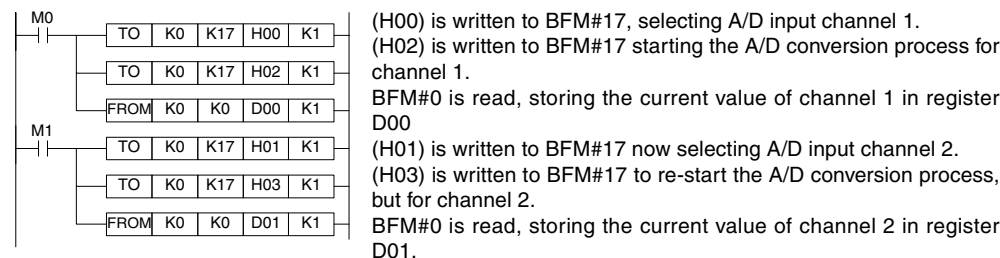 M0
TO K0 K17 H00 K1
TO K0 K17 H02 K1
FROM K0 K0 D00 K1
M1
TO K0 K17 H01 K1
TO K0 K17 H03 K1
FROM K0 K0 D01 K1
(H00) is written to BFM#17, selecting A/D input channel 1.
(H02) is written to BFM#17 starting the A/D conversion process for
channel 1.
BFM#0 is read, storing the current value of channel 1 in register
D00
(H01) is written to BFM#17 now selecting A/D input channel 2.
(H03) is written to BFM#17 to re-start the A/D conversion process,
but for channel 2.
BFM#0 is read, storing the current value of channel 2 in register
D01.